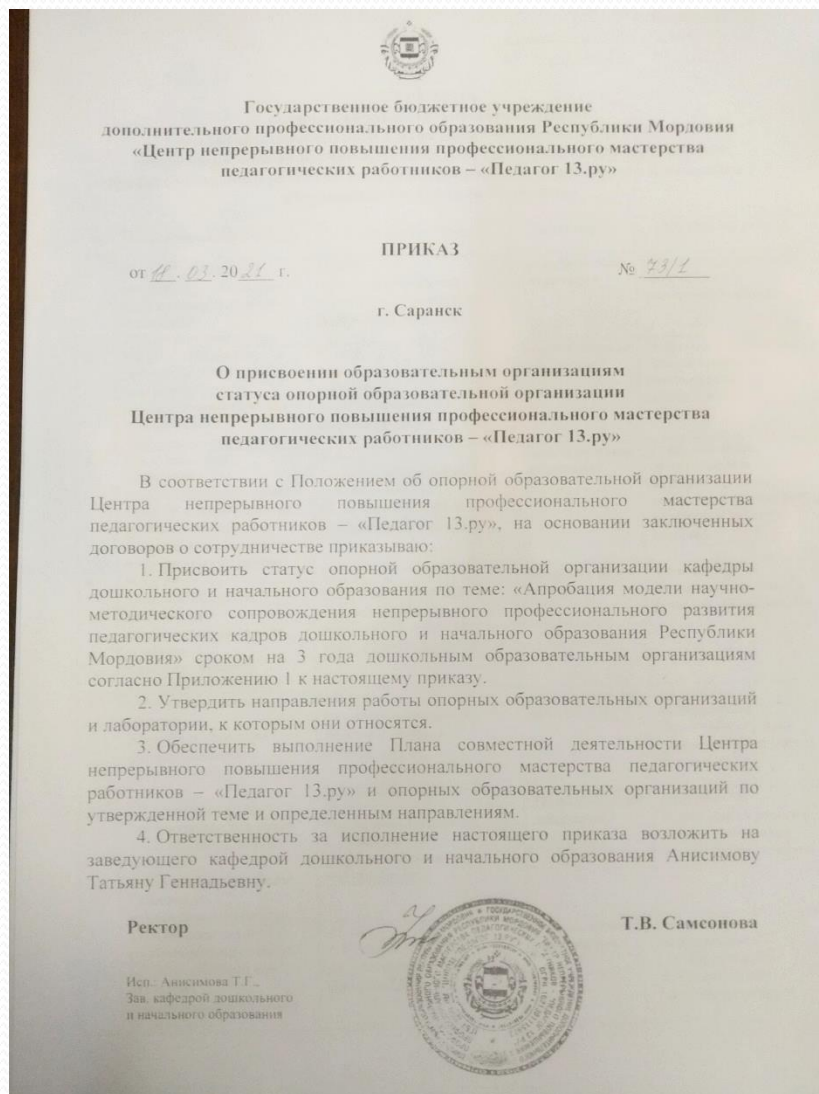 Государственное бюджетное учреждение
дополнительного профессионального образования Республики Мордовия
«Центр непрерывного повышения профессионального мастерства
педагогических работников – «Педагог 13.ру»
ПРИКАЗ
от . 03. 2021 г. № 73/1
г. Саранск
О присвоении образовательным организациям
статуса опорной образовательной организации
Центра непрерывного повышения профессионального мастерства
педагогических работников – «Педагог 13.ру»
В соответствии с Положением об опорной образовательной организации
Центра непрерывного повышения профессионального мастерства
педагогических работников – «Педагог 13.ру», на основании заключенных
договоров о сотрудничестве приказываю:
1. Присвоить статус опорной образовательной организации кафедры
дошкольного и начального образования по теме: «Апробация модели научно-
методического сопровождения непрерывного профессионального развития
педагогических кадров дошкольного и начального образования Республики
Мордовия» сроком на 3 года дошкольным образовательным организациям
согласно Приложению 1 к настоящему приказу.
2. Утвердить направления работы опорных образовательных организаций
и лаборатории, к которым они относятся.
3. Обеспечить выполнение Плана совместной деятельности Центра
непрерывного повышения профессионального мастерства педагогических
работников – «Педагог 13.ру» и опорных образовательных организаций по
утвержденной теме и определенным направлениям.
4. Ответственность за исполнение настоящего приказа возложить на
заведующего кафедрой дошкольного и начального образования Анисимову
Татьяну Геннадьевну.
Ректор Т.В. Самсонова
Исп.: Анисимова Т.Г.,
Зав. кафедрой дошкольного
и начального образования